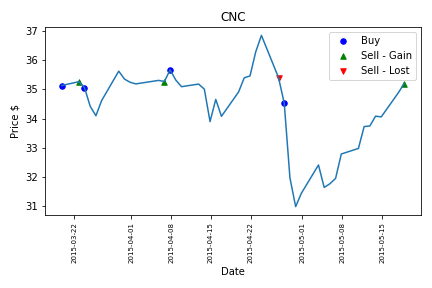 CNC
Price $
37
36
35
34
33
32
31
Buy
Sell - Gain
Sell - Lost
2015-03-22
2015-04-01
2015-04-08
2015-04-15
2015-04-22
2015-05-01
2015-05-08
2015-05-15
Date